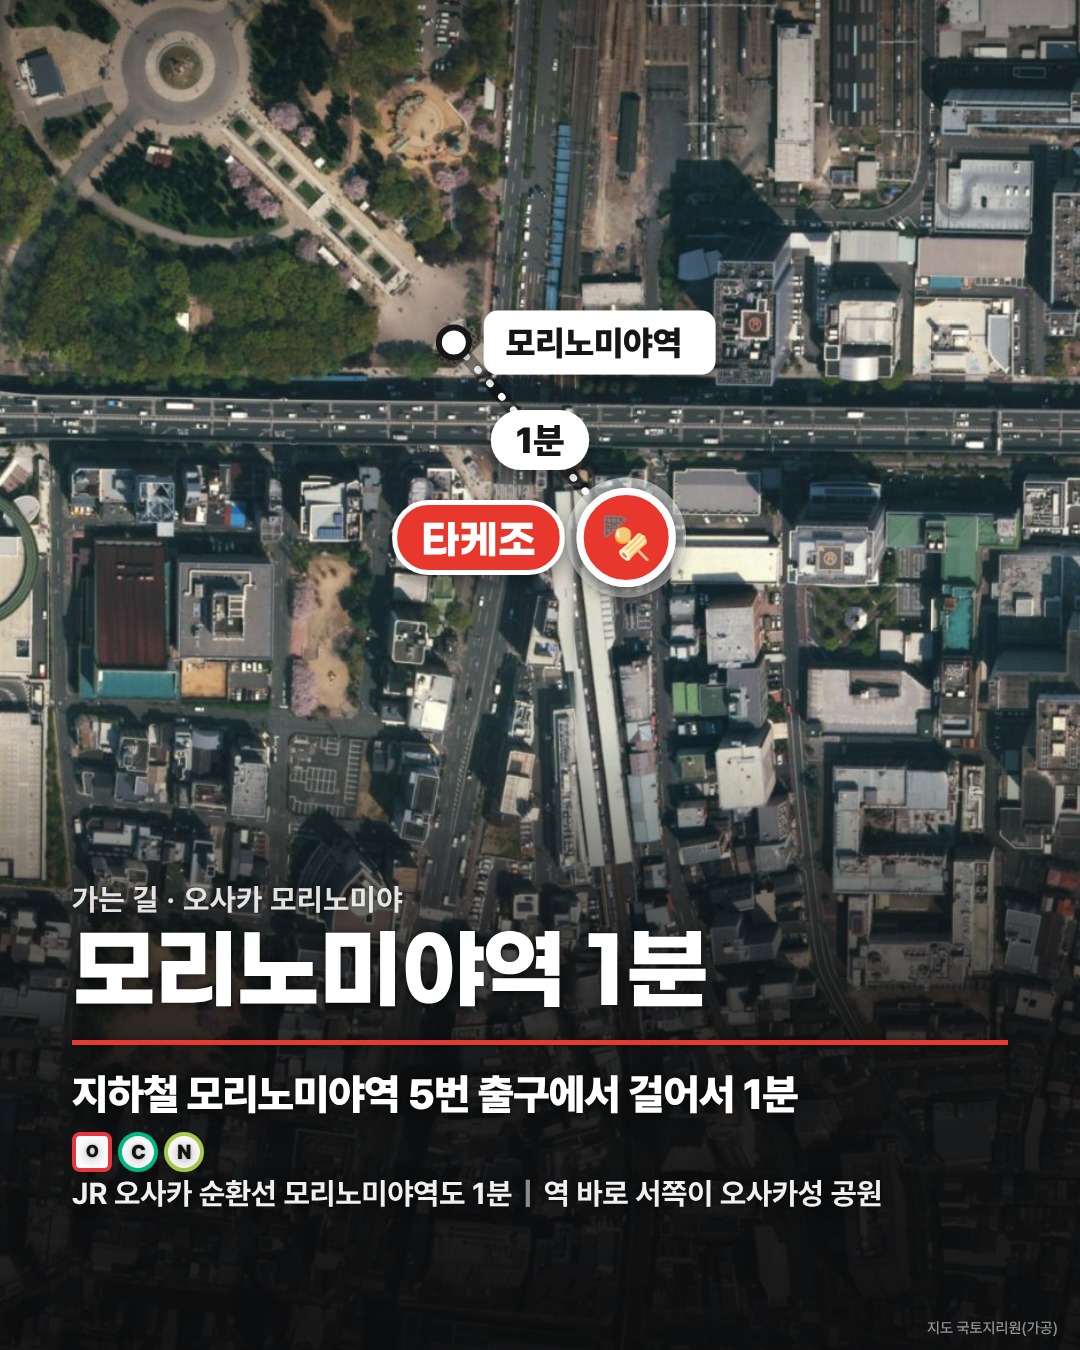 모리노미야역
1분
타케조
가는 길 · 오사카 모리노미야
모리노미야역 1분
지하철 모리노미야역 5번 출구에서 걸어서 1분
O C N
JR 오사카 순환선 모리노미야역도 1분 | 역 바로 서쪽이 오사카성 공원
지도 국토지리원(가공)